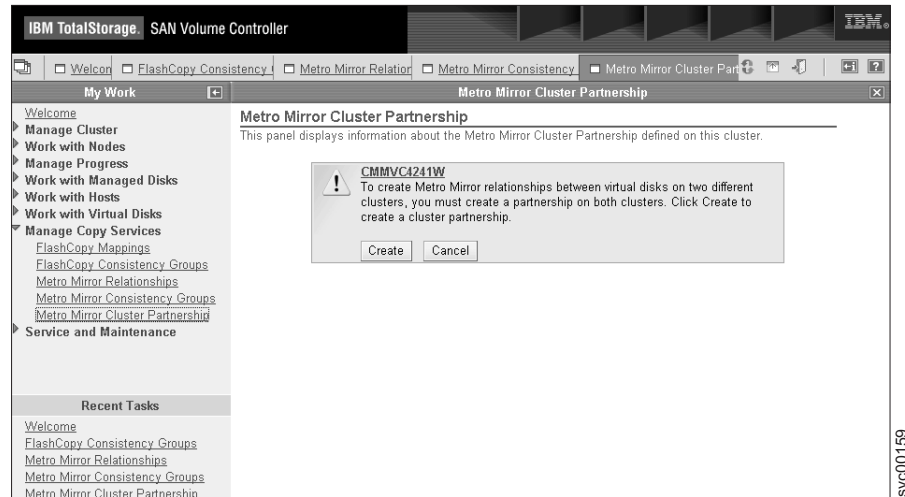 IBM TotalStorage. SAN Volume Controller
IBM.
Welcon
FlashCopy Consistency
Metro Mirror Relation
Metro Mirror Consistency
Metro Mirror Cluster Part
My Work
Metro Mirror Cluster Partnership
Welcome
Manage Cluster
Work with Nodes
Manage Progress
Work with Managed Disks
Work with Hosts
Work with Virtual Disks
Manage Copy Services
FlashCopy Mappings
FlashCopy Consistency Groups
Metro Mirror Relationships
Metro Mirror Consistency Groups
Metro Mirror Cluster Partnership
Service and Maintenance
Recent Tasks
Welcome
FlashCopy Consistency Groups
Metro Mirror Relationships
Metro Mirror Consistency Groups
Metro Mirror Cluster Partnership
Metro Mirror Cluster Partnership
This panel displays information about the Metro Mirror Cluster Partnership defined on this cluster.
CMMVC4241W
To create Metro Mirror relationships between virtual disks on two different
clusters, you must create a partnership on both clusters. Click Create to
create a cluster partnership.
Create
Cancel
svc00159